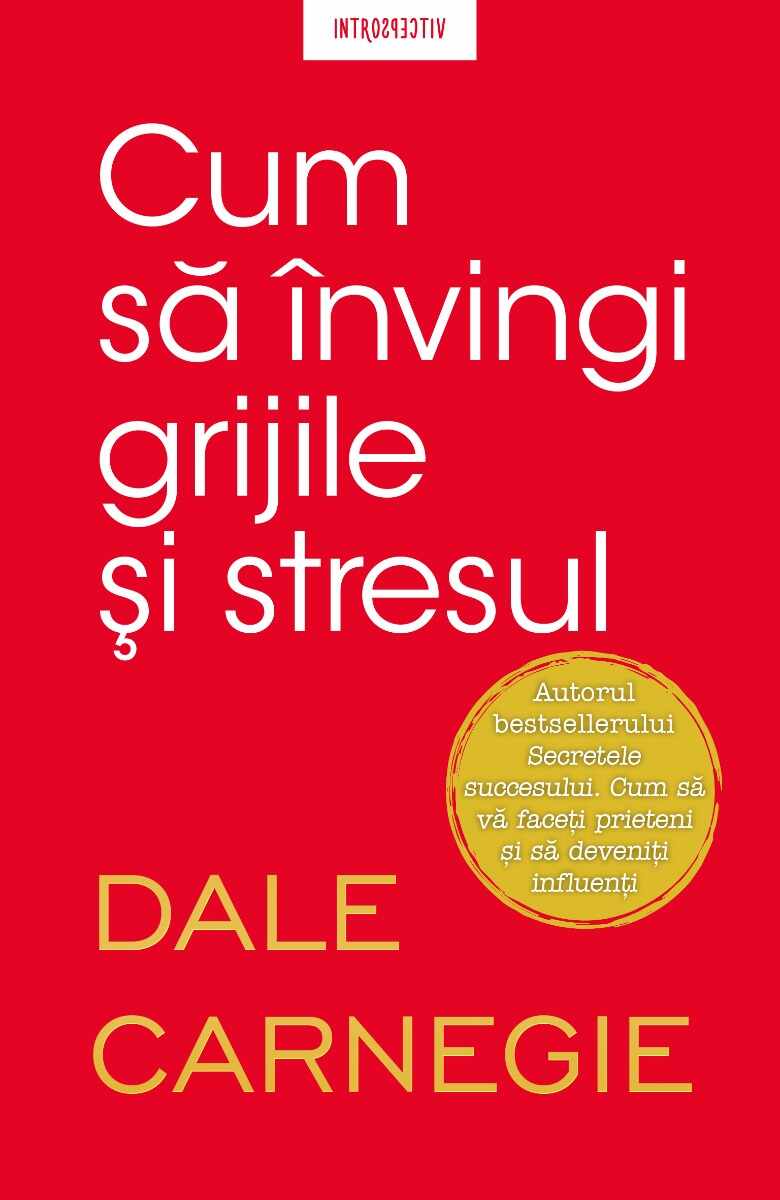 INTROSPECTIV
Cum
să învingi
grijile
şi stresul
Autorul
bestsellerului
Secretele
succesului. Cum să
vă faceți prieteni
și să deveniți
influenți
DALE
CARNEGIE